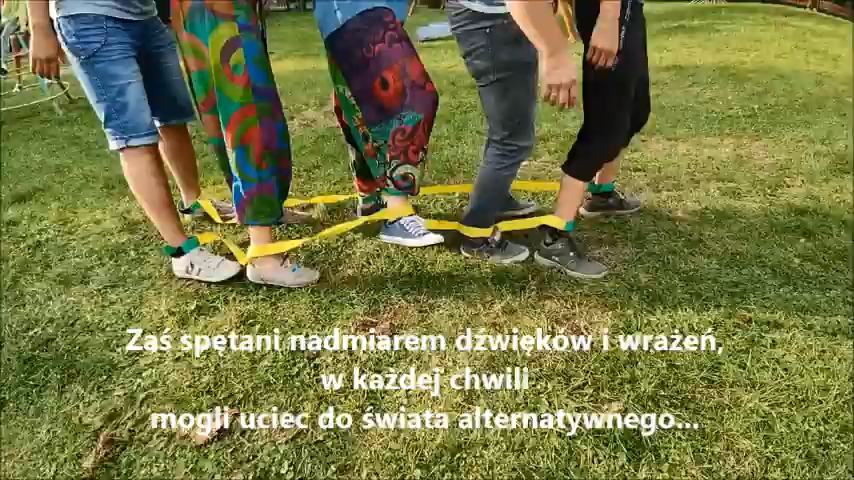 Zaś spętani nadmiarem dźwięków i wrażeń,
w każdej chwili
mogli uciec do świata alternatywnego...